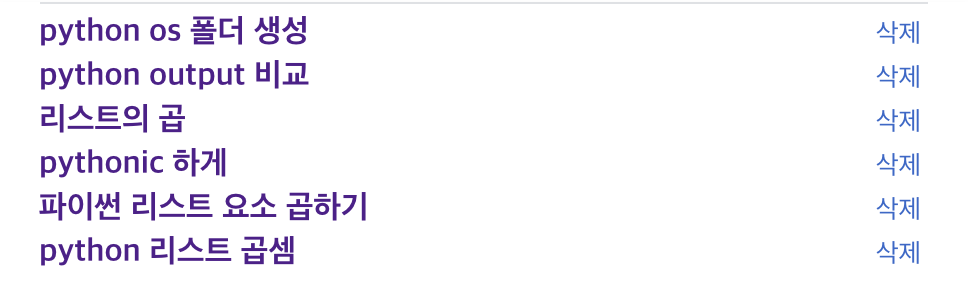 python os 폴더 생성 삭제
python output 비교 삭제
리스트의 곱 삭제
pythonic 하게 삭제
파이썬 리스트 요소 곱하기 삭제
python 리스트 곱셈 삭제